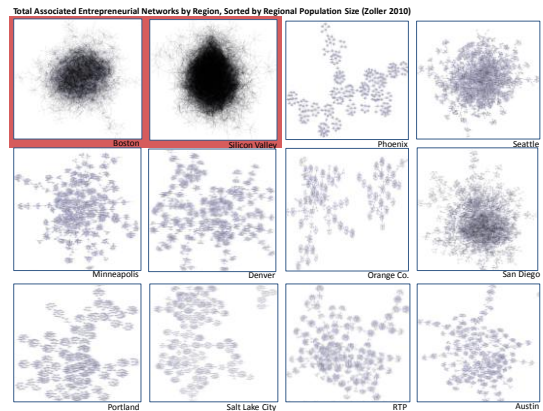 Total Associated Entrepreneurial Networks by Region, Sorted by Regional Population Size (Zoller 2010)
Boston
Silicon Valley
Phoenix
Seattle
Minneapolis
Denver
Orange Co.
San Diego
Portland
Salt Lake City
RTP
Austin